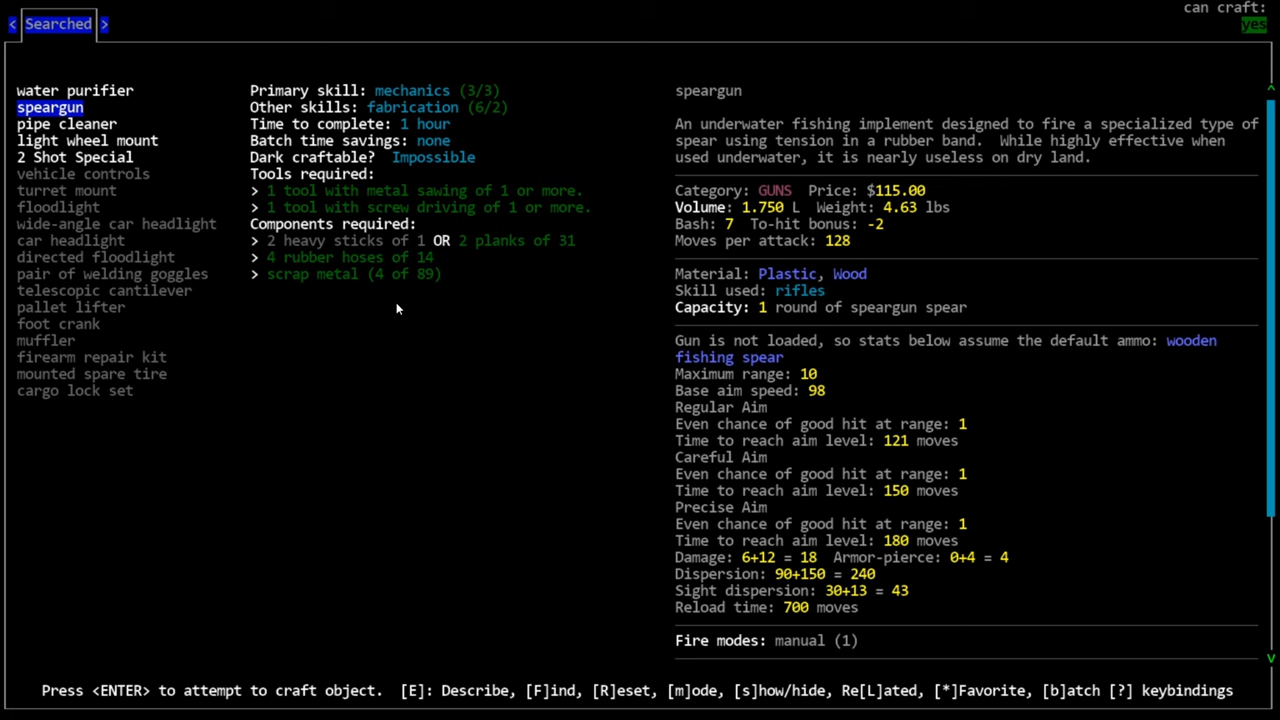 can craft:
< Searched > yes
water purifier
speargun
pipe cleaner
light wheel mount
2 Shot Special
vehicle controls
turret mount
floodlight
wide-angle car headlight
car headlight
directed floodlight
pair of welding goggles
telescopic cantilever
pallet lifter
foot crank
muffler
firearm repair kit
mounted spare tire
cargo lock set
Primary skill: mechanics (3/3)
Other skills: fabrication (6/2)
Time to complete: 1 hour
Batch time savings: none
Dark craftable? Impossible
Tools required:
> 1 tool with metal sawing of 1 or more.
> 1 tool with screw driving of 1 or more.
Components required:
> 2 heavy sticks of 1 OR 2 planks of 31
> 4 rubber hoses of 14
> scrap metal (4 of 89)
speargun
An underwater fishing implement designed to fire a specialized type of
spear using tension in a rubber band.  While highly effective when
used underwater, it is nearly useless on dry land.
Category: GUNS  Price: $115.00
Volume: 1.750 L  Weight: 4.63 lbs
Bash: 7  To-hit bonus: -2
Moves per attack: 128
Material: Plastic, Wood
Skill used: rifles
Capacity: 1 round of speargun spear
Gun is not loaded, so stats below assume the default ammo: wooden
fishing spear
Maximum range: 10
Base aim speed: 98
Regular Aim
Even chance of good hit at range: 1
Time to reach aim level: 121 moves
Careful Aim
Even chance of good hit at range: 1
Time to reach aim level: 150 moves
Precise Aim
Even chance of good hit at range: 1
Time to reach aim level: 180 moves
Damage: 6+12 = 18  Armor-pierce: 0+4 = 4
Dispersion: 90+150 = 240
Sight dispersion: 30+13 = 43
Reload time: 700 moves
Fire modes: manual (1)
Press <ENTER> to attempt to craft object.  [E]: Describe, [F]ind, [R]eset, [m]ode, [s]how/hide, Re[L]ated, [*]Favorite, [b]atch [?] keybindings